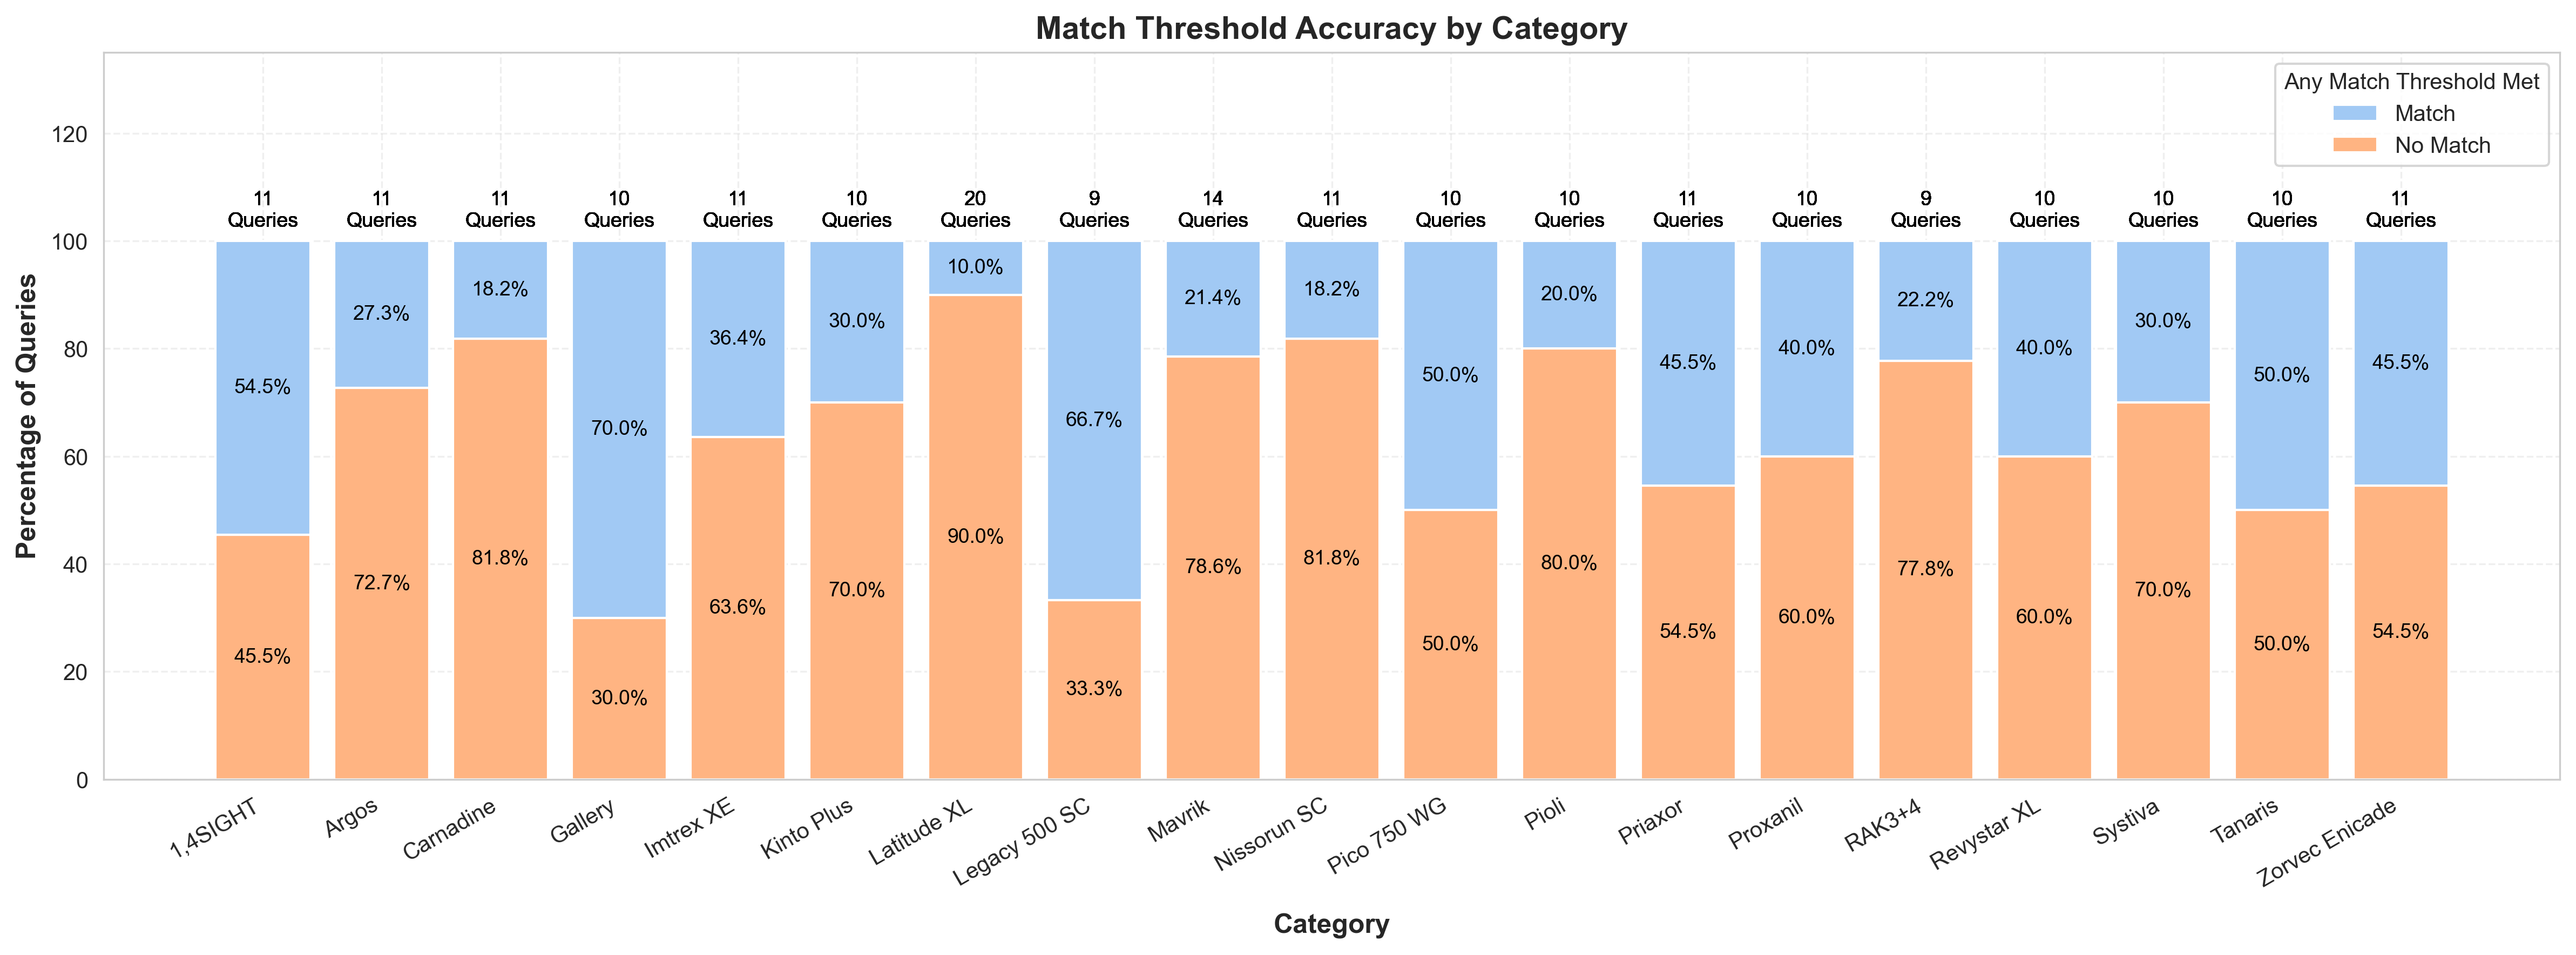 Match Threshold Accuracy by Category
Any Match Threshold Met
Match
No Match
Percentage of Queries
120
100
80
60
40
20
0
11 Queries
11 Queries
11 Queries
10 Queries
11 Queries
10 Queries
20 Queries
9 Queries
14 Queries
11 Queries
10 Queries
10 Queries
11 Queries
10 Queries
9 Queries
10 Queries
10 Queries
10 Queries
11 Queries
54.5%
27.3%
18.2%
70.0%
36.4%
30.0%
10.0%
66.7%
21.4%
18.2%
50.0%
20.0%
45.5%
40.0%
22.2%
40.0%
30.0%
50.0%
45.5%
45.5%
72.7%
81.8%
30.0%
63.6%
70.0%
90.0%
33.3%
78.6%
81.8%
50.0%
80.0%
54.5%
60.0%
77.8%
60.0%
70.0%
50.0%
54.5%
1,4SIGHT
Argos
Carnadine
Gallery
Imtrex XE
Kinto Plus
Latitude XL
Legacy 500 SC
Mavrik
Nissorun SC
Pico 750 WG
Pioli
Priaxor
Proxanil
RAK3+4
Revystar XL
Systiva
Tanaris
Zorvec Enicade
Category